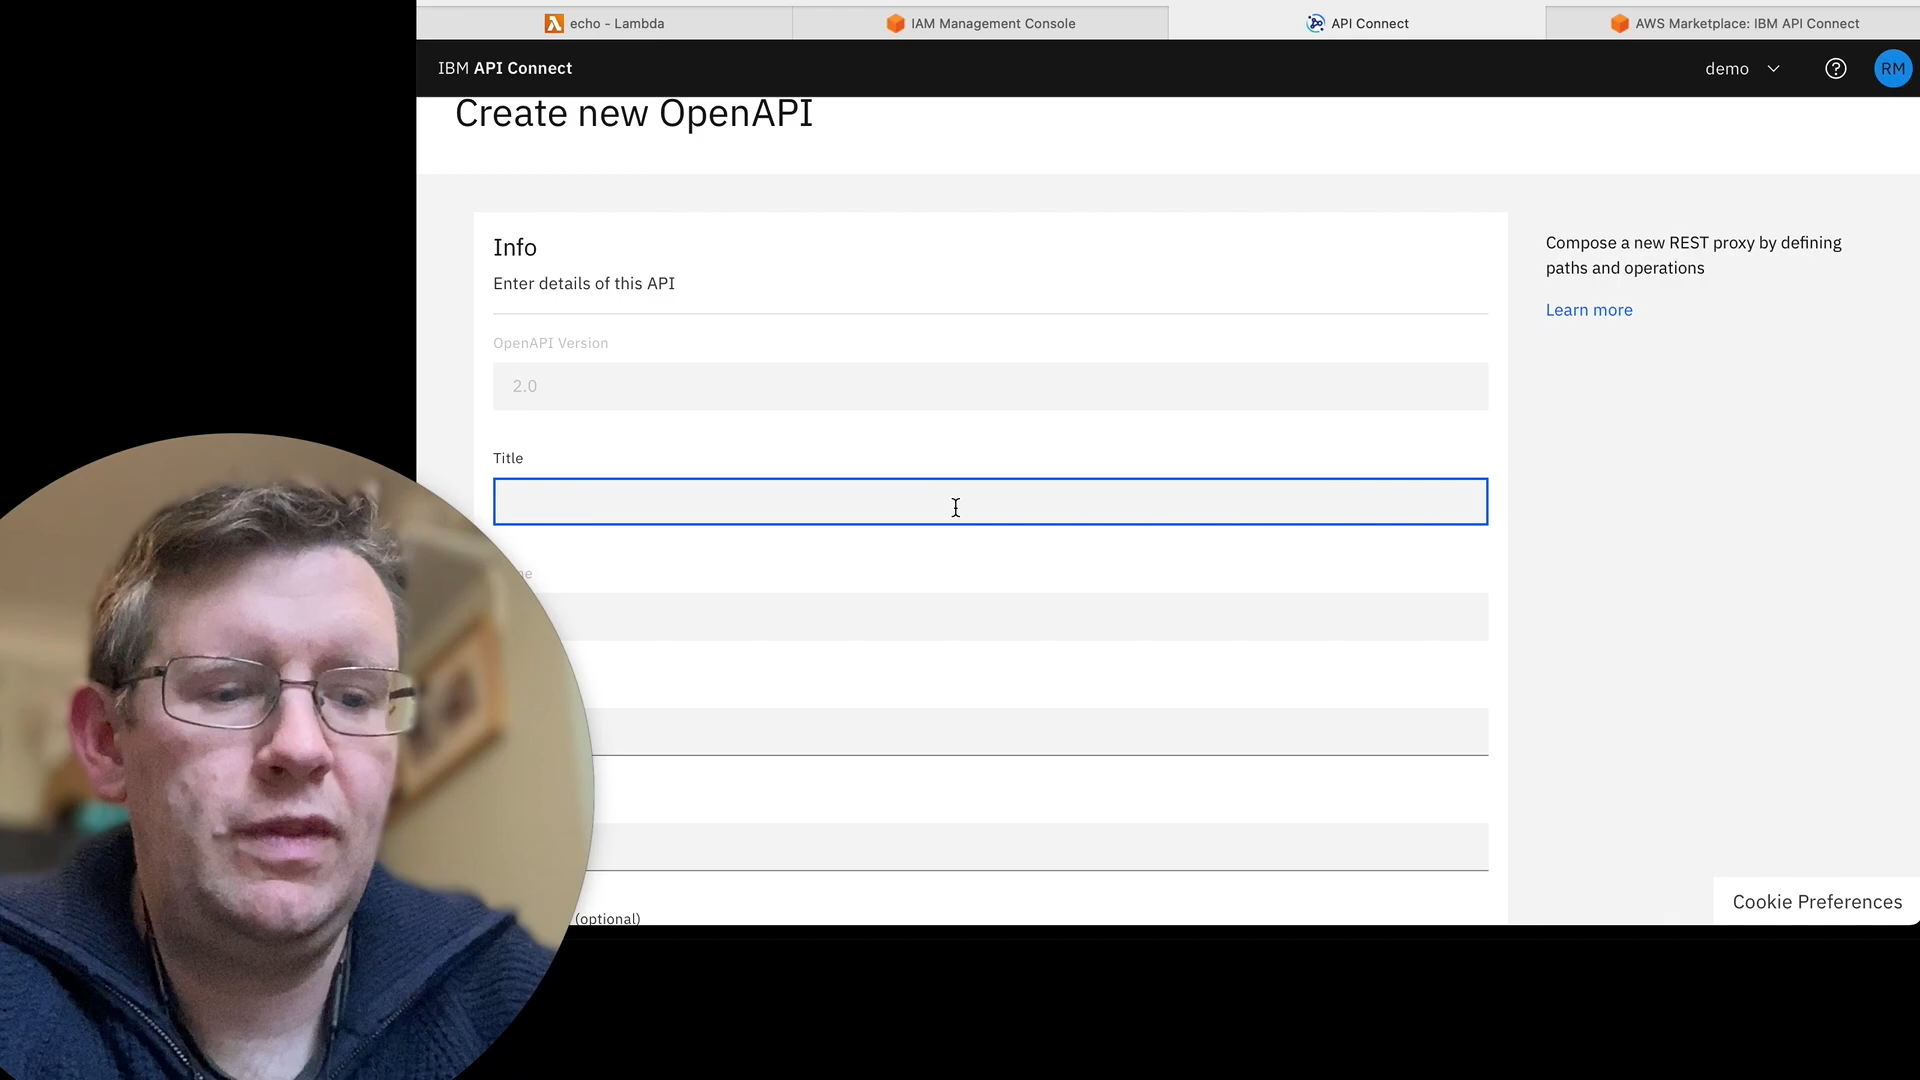 echo - Lambda
IAM Management Console
API Connect
AWS Marketplace: IBM API Connect
IBM API Connect
demo
RM
Create new OpenAPI
Info
Enter details of this API
OpenAPI Version
2.0
Title
(optional)
Compose a new REST proxy by defining
paths and operations
Learn more
Cookie Preferences